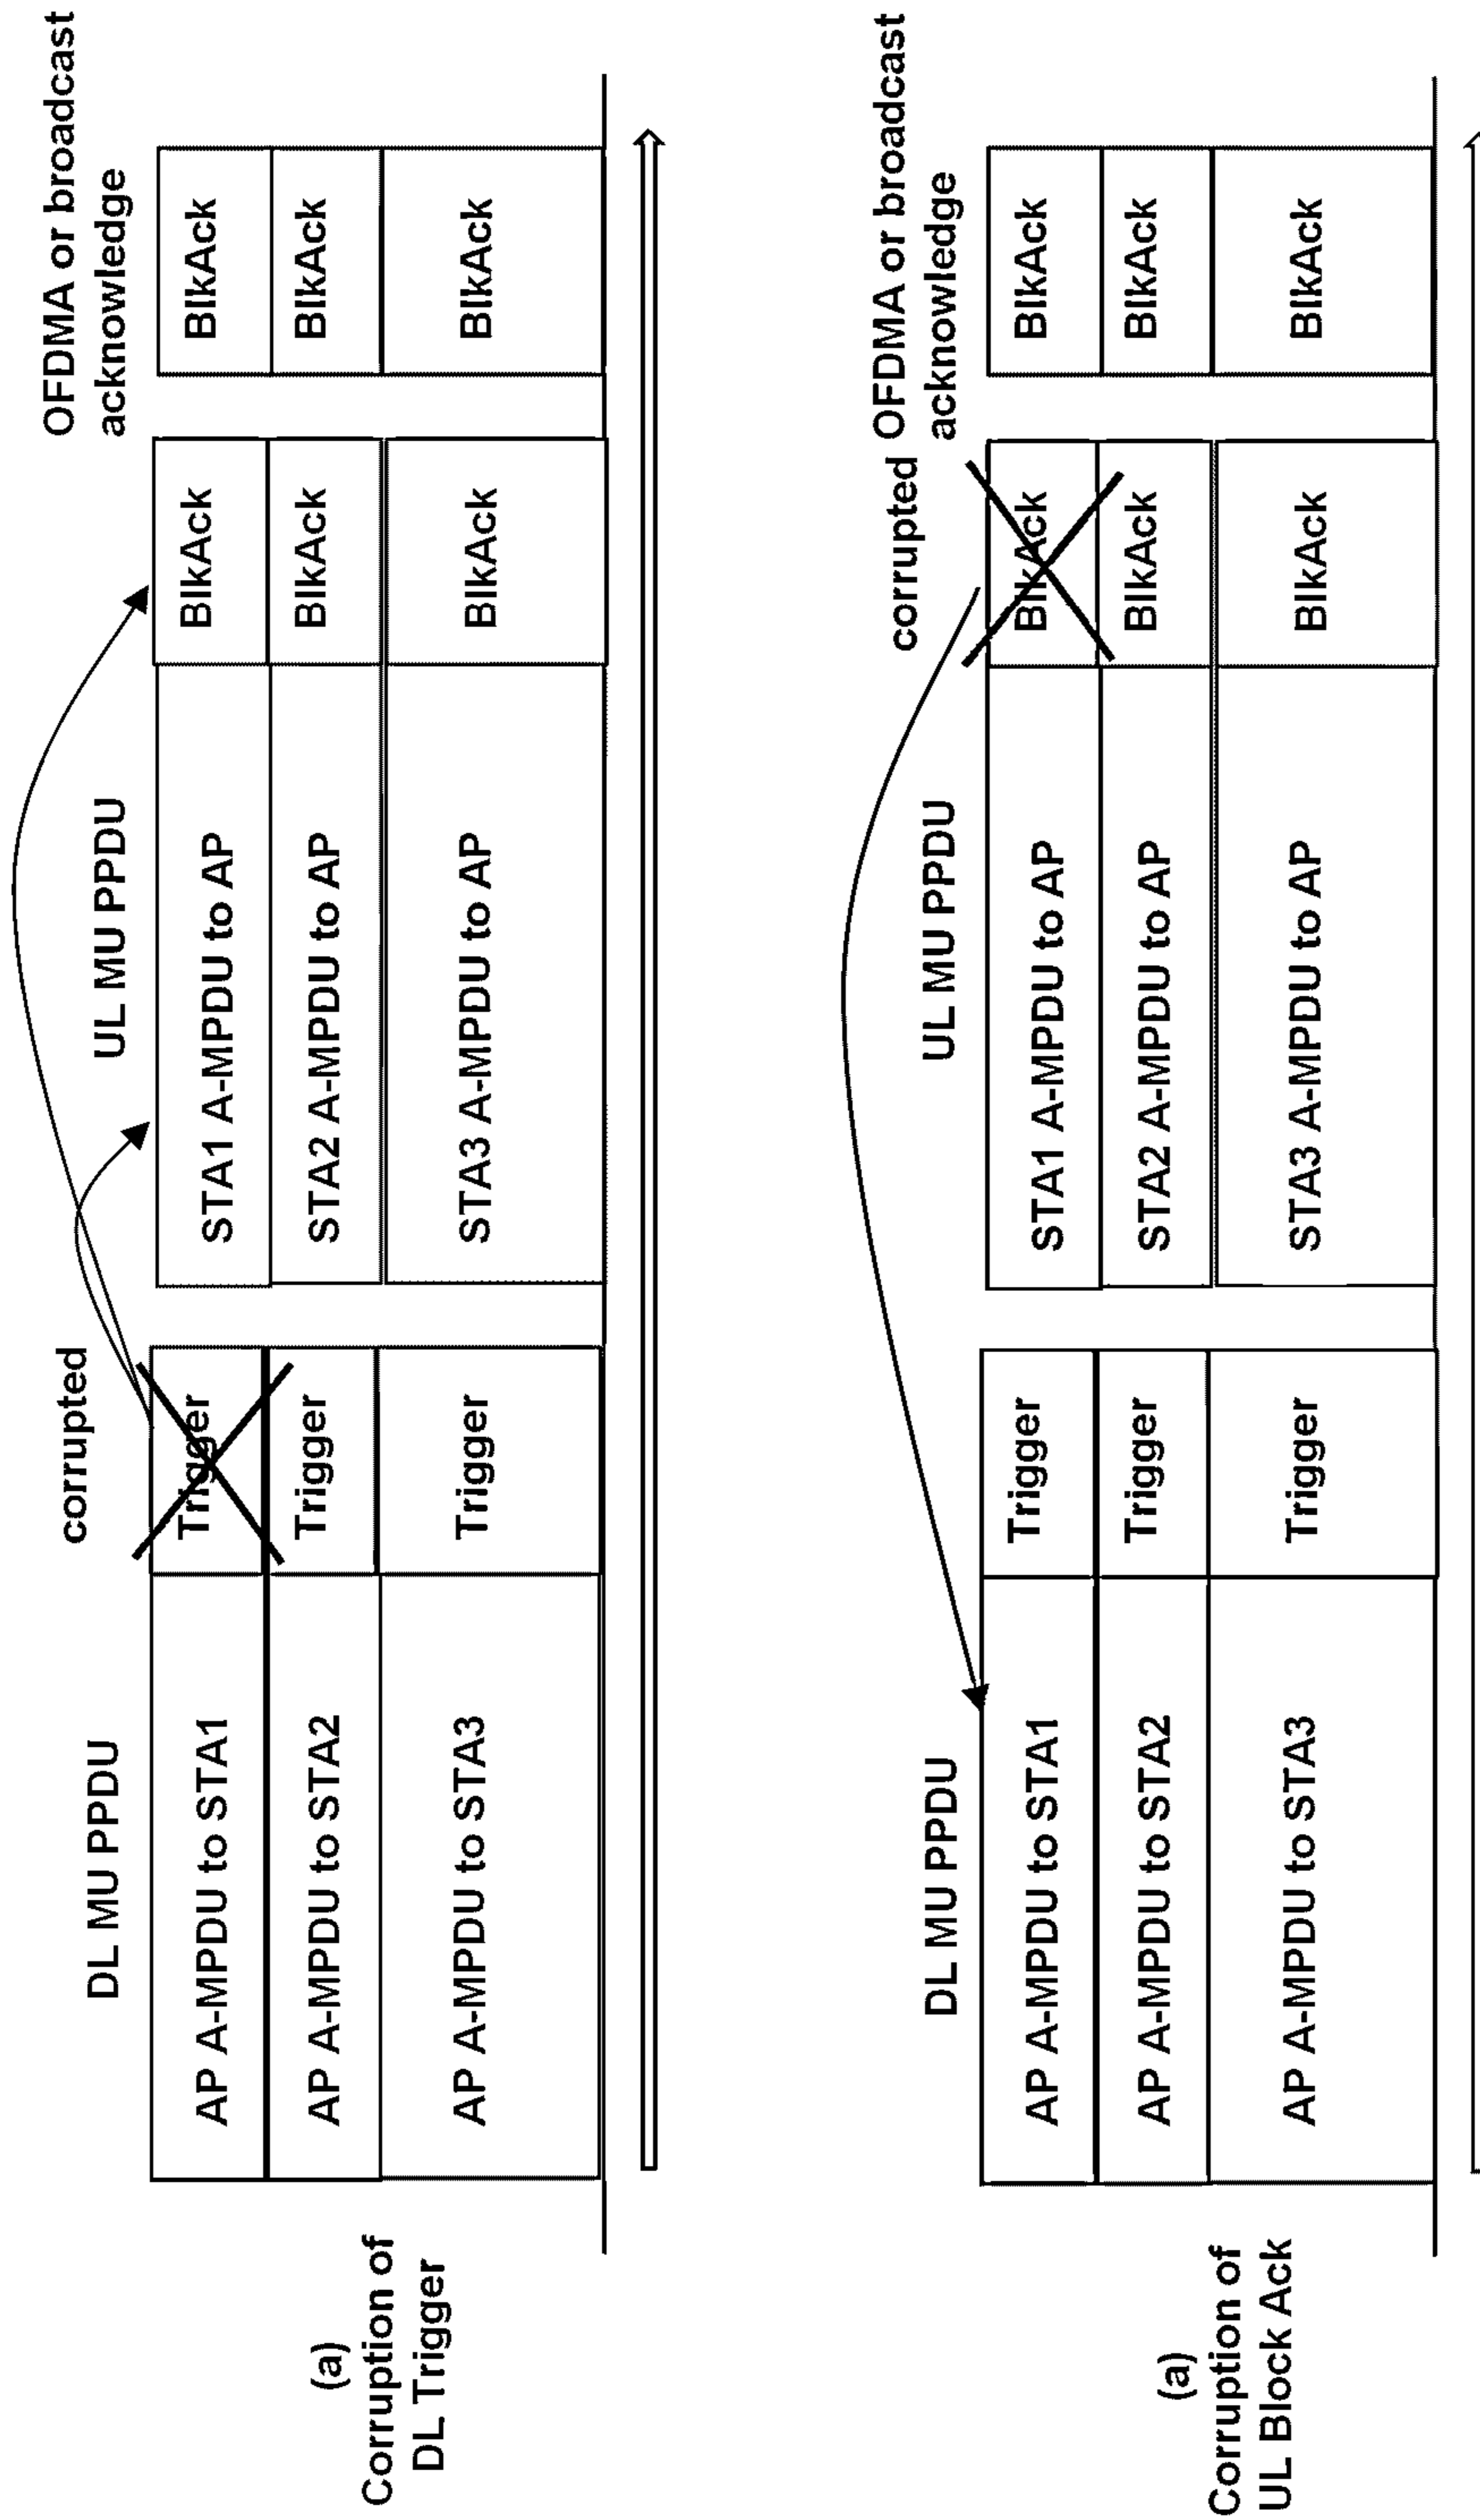 DL MU PPDU
corrupted
UL MU PPDU
OFDMA or broadcast
acknowledge
(a)
Corruption of
DL Trigger
AP A-MPDU to STA1
Trigger
STA1 A-MPDU to AP
BlkAck
BlkAck
AP A-MPDU to STA2
Trigger
STA2 A-MPDU to AP
BlkAck
BlkAck
AP A-MPDU to STA3
Trigger
STA3 A-MPDU to AP
BlkAck
BlkAck
DL MU PPDU
UL MU PPDU
corrupted
OFDMA or broadcast
acknowledge
(a)
Corruption of
UL Block Ack
AP A-MPDU to STA1
Trigger
STA1 A-MPDU to AP
BlkAck
BlkAck
AP A-MPDU to STA2
Trigger
STA2 A-MPDU to AP
BlkAck
BlkAck
AP A-MPDU to STA3
Trigger
STA3 A-MPDU to AP
BlkAck
BlkAck